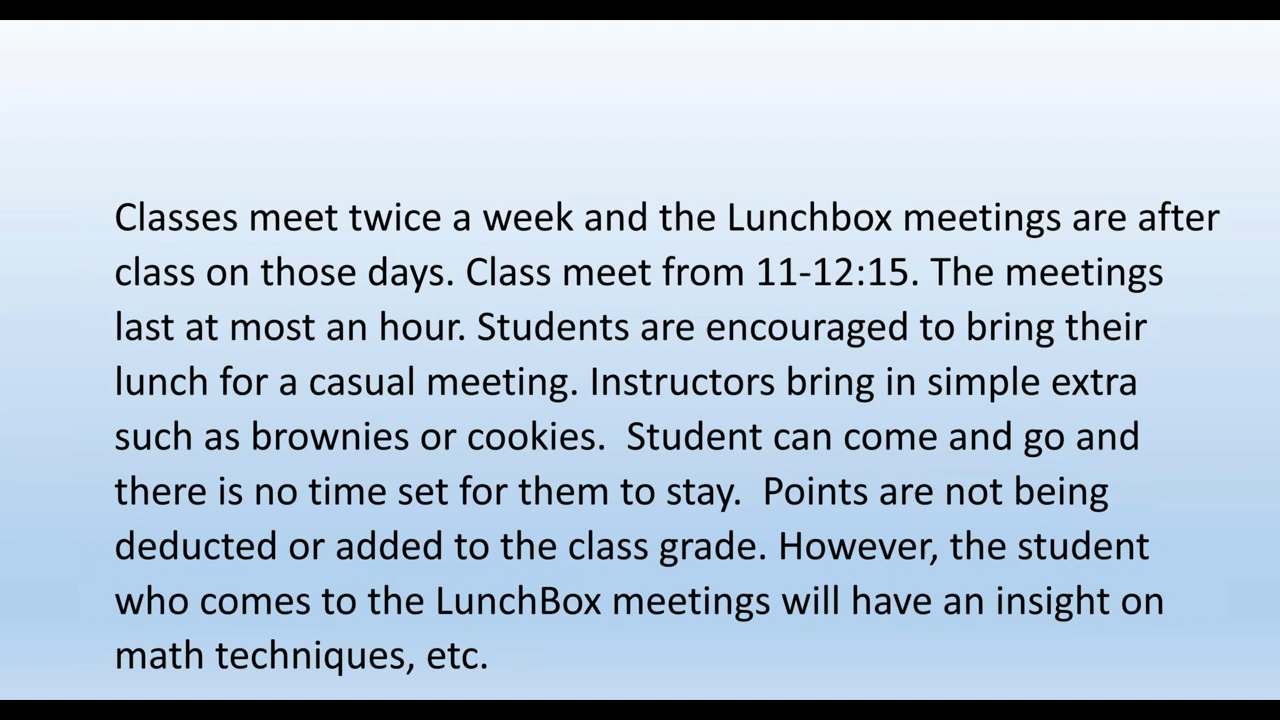 Classes meet twice a week and the Lunchbox meetings are after
class on those days. Class meet from 11-12:15. The meetings
last at most an hour. Students are encouraged to bring their
lunch for a casual meeting. Instructors bring in simple extra
such as brownies or cookies.  Student can come and go and
there is no time set for them to stay.  Points are not being
deducted or added to the class grade. However, the student
who comes to the LunchBox meetings will have an insight on
math techniques, etc.